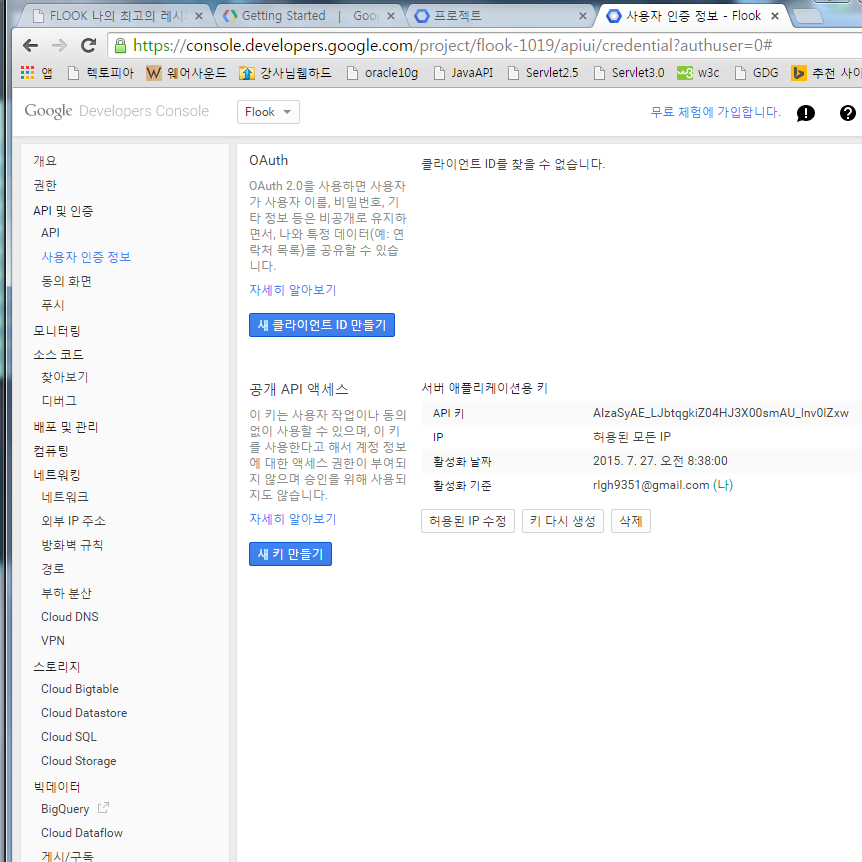 FLOOK 나의 최고의 레시
Getting Started | Goo
프로젝트
사용자 인증 정보 - Flook
https://console.developers.google.com/project/flook-1019/apiui/credential?authuser=0#
앱 렉토피아 웨어사운드 강사님웹하드 oracle10g JavaAPI Servlet2.5 Servlet3.0 w3c GDG 추천 사이
Google Developers Console
Flook
무료 체험에 가입합니다.
개요
권한
API 및 인증
API
사용자 인증 정보
동의 화면
푸시
모니터링
소스 코드
찾아보기
디버그
배포 및 관리
컴퓨팅
네트워킹
네트워크
외부 IP 주소
방화벽 규칙
경로
부하 분산
Cloud DNS
VPN
스토리지
Cloud Bigtable
Cloud Datastore
Cloud SQL
Cloud Storage
빅데이터
BigQuery
Cloud Dataflow
게시/구독
OAuth
OAuth 2.0을 사용하면 사용자
가 사용자 이름, 비밀번호, 기
타 정보 등은 비공개로 유지하
면서, 나와 특정 데이터(예: 연
락처 목록)를 공유할 수 있습
니다.
자세히 알아보기
새 클라이언트 ID 만들기
클라이언트 ID를 찾을 수 없습니다.
공개 API 액세스
이 키는 사용자 작업이나 동의
없이 사용할 수 있으며, 이 키
를 사용한다고 해서 계정 정보
에 대한 액세스 권한이 부여되
지 않으며 승인을 위해 사용되
지도 않습니다.
자세히 알아보기
새 키 만들기
서버 애플리케이션용 키
API 키 AIzaSyAE_LJbtqgkiZ04HJ3X00smAU_lnv0lZxw
IP 허용된 모든 IP
활성화 날짜 2015. 7. 27. 오전 8:38:00
활성화 기준 rlgh9351@gmail.com (나)
허용된 IP 수정 키 다시 생성 삭제